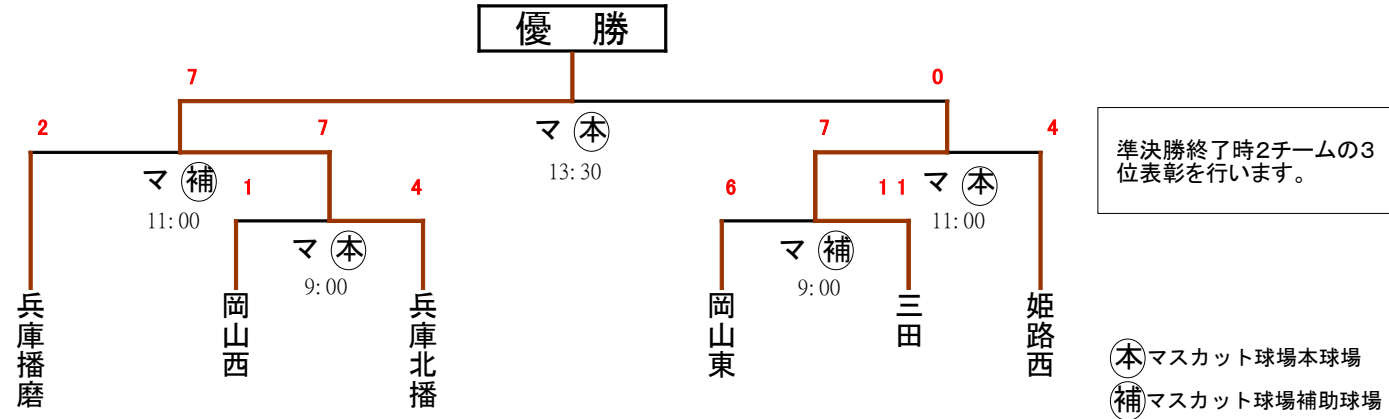 優 勝
7
0
2
7
マ 本
7
4
13:30
マ 補
1
4
6
11
マ 本
11:00
11:00
マ 本
マ 補
9:00
9:00
兵庫播磨
岡山西
兵庫北播
岡山東
三田
姫路西
準決勝終了時2チームの3
位表彰を行います。
本マスカット球場本球場
補マスカット球場補助球場